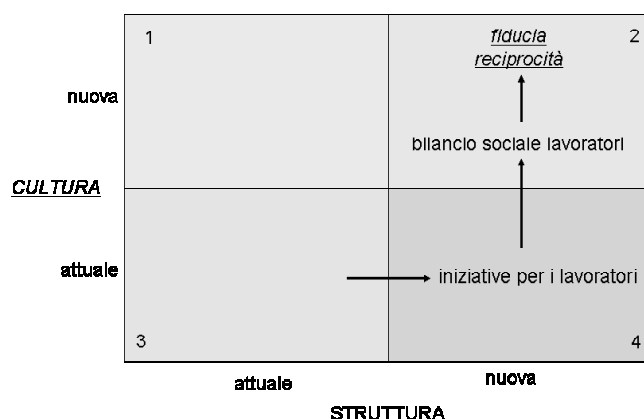 1
fiducia
reciprocità
2
nuova
bilancio sociale lavoratori
CULTURA
attuale
iniziative per i lavoratori
3
4
attuale
nuova
STRUTTURA